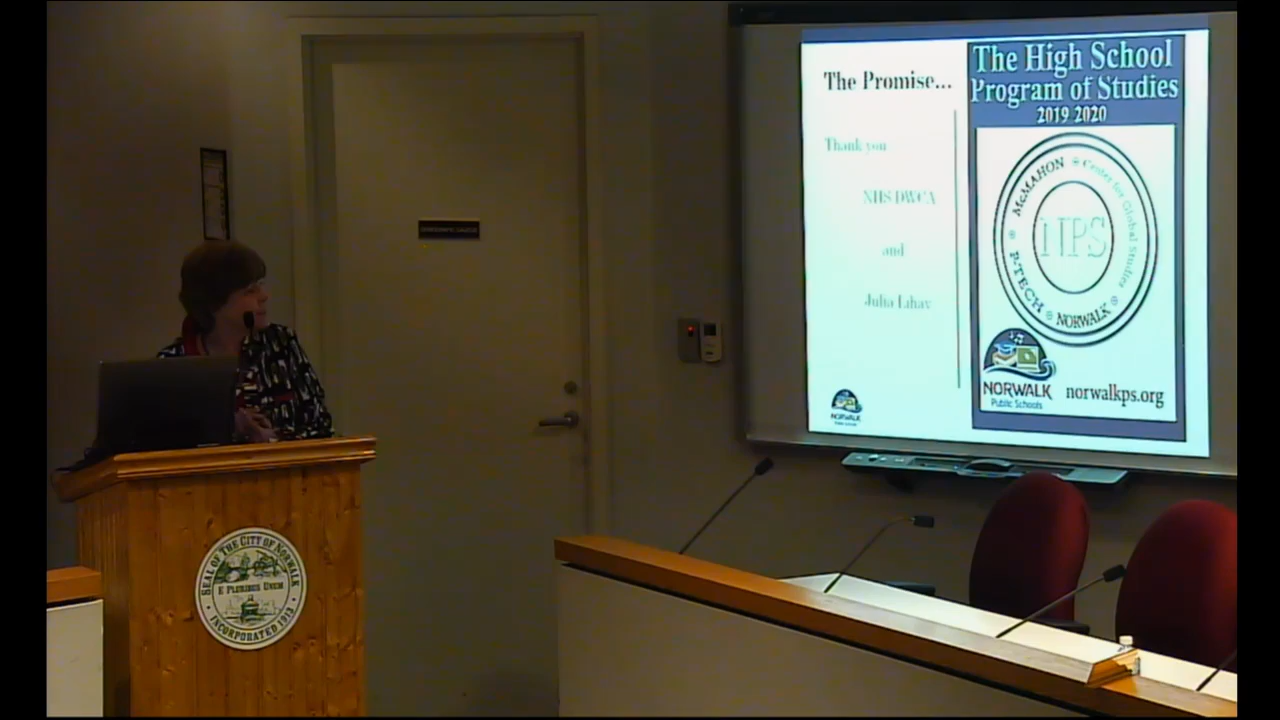 The Promise...
Thank you
NHS DWCA
and
Julia Lihav
The High School
Program of Studies
2019 2020
McMAHON
Center for Global Studies
NORWALK
P-TECH
NPS
NORWALK
Public Schools
norwalkps.org
NORWALK
SEAL OF THE CITY OF NORWALK
E PLURIBUS UNUM
INCORPORATED 1913